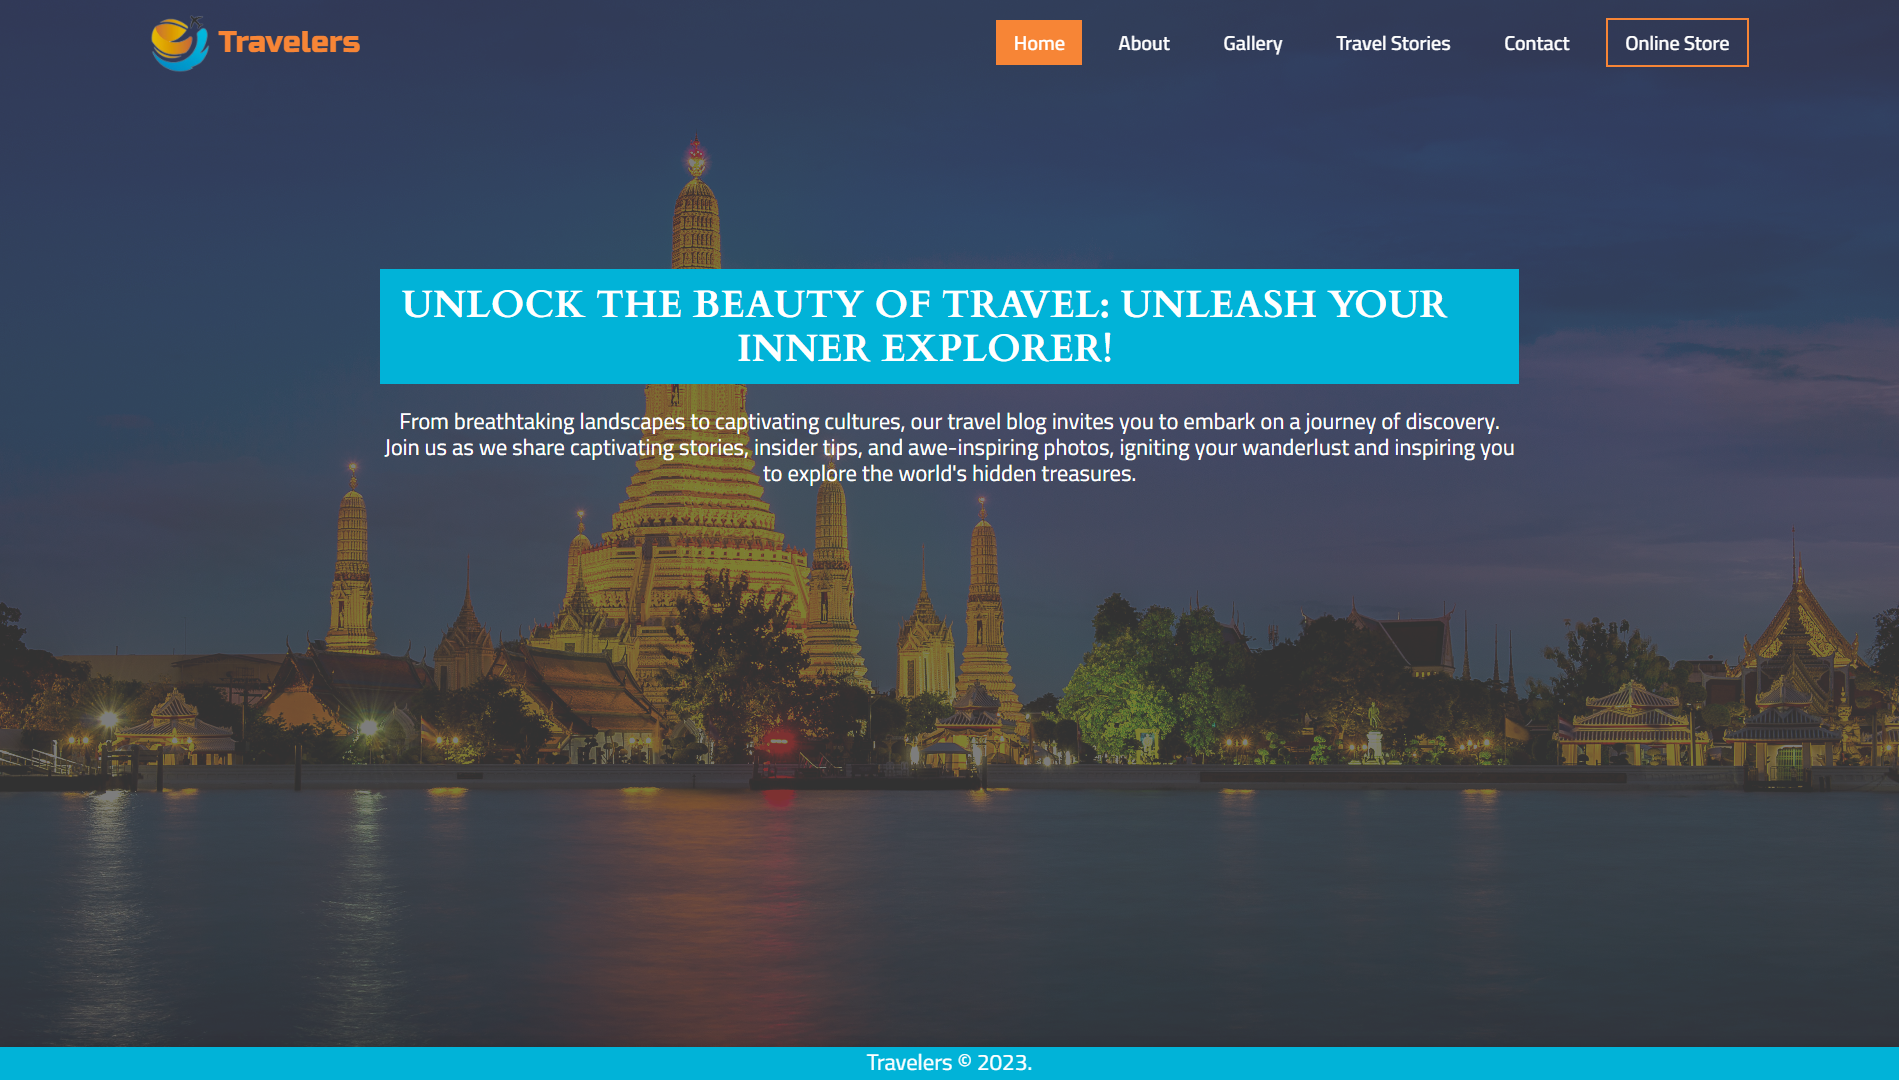 Travelers
Home
About
Gallery
Travel Stories
Contact
Online Store
UNLOCK THE BEAUTY OF TRAVEL: UNLEASH YOUR
INNER EXPLORER!
From breathtaking landscapes to captivating cultures, our travel blog invites you to embark on a journey of discovery.
Join us as we share captivating stories, insider tips, and awe-inspiring photos, igniting your wanderlust and inspiring you
to explore the world's hidden treasures.
Travelers © 2023.